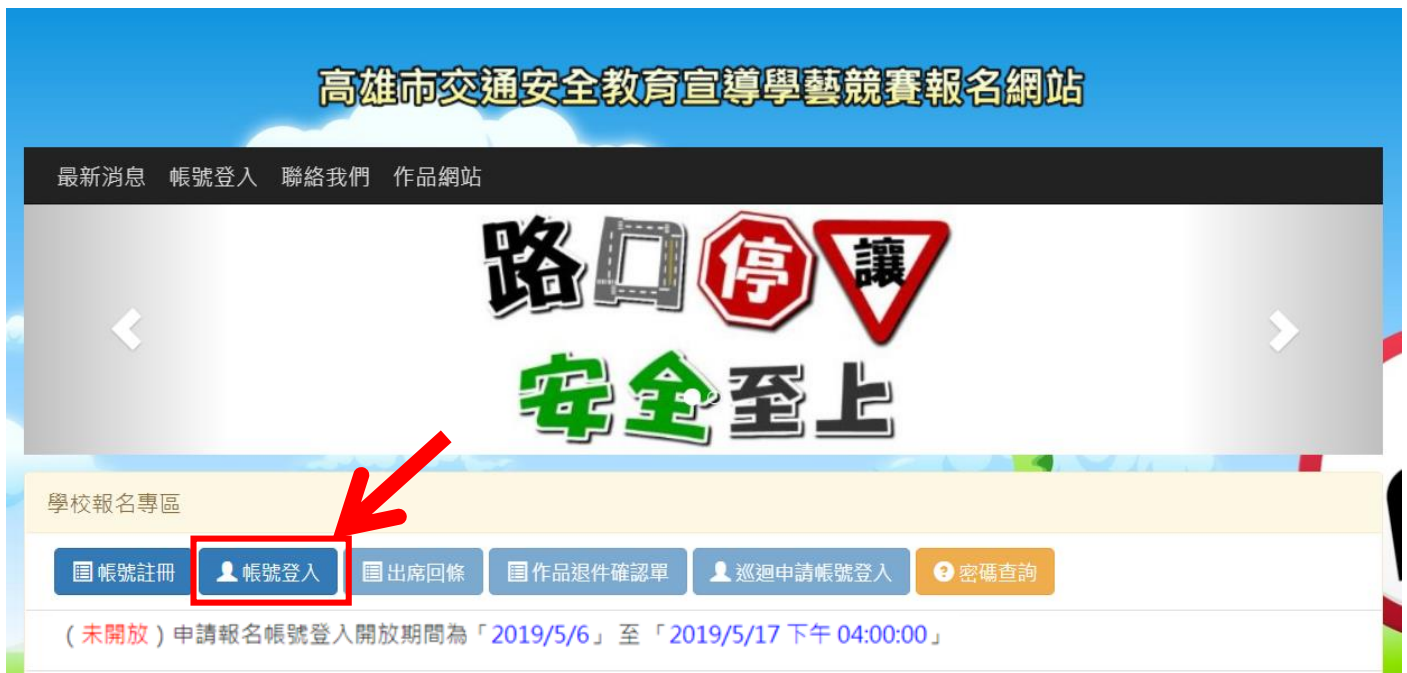 高雄市交通安全教育宣導學藝競賽報名網站
最新消息 帳號登入 聯絡我們 作品網站
路口停讓
安全至上
學校報名專區
帳號註冊 帳號登入 出席回條 作品退件確認單 巡迴申請帳號登入 密碼查詢
(未開放)申請報名帳號登入開放期間為「2019/5/6」 至 「2019/5/17 下午 04:00:00」